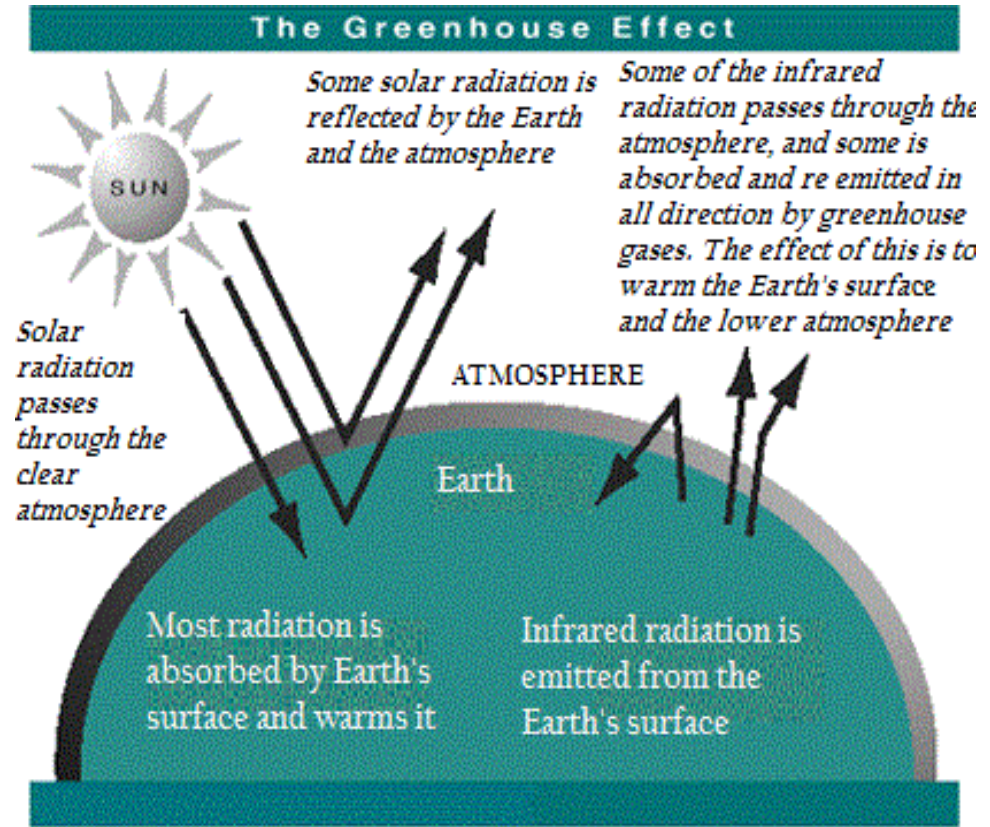 The Greenhouse Effect
Some solar radiation is
reflected by the Earth
and the atmosphere
Some of the infrared
radiation passes through the
atmosphere, and some is
absorbed and re emitted in
all direction by greenhouse
gases. The effect of this is to
warm the Earth's surface
and the lower atmosphere
SUN
Solar
radiation
passes
through the
clear
atmosphere
ATMOSPHERE
Earth
Most radiation is
absorbed by Earth's
surface and warms it
Infrared radiation is
emitted from the
Earth's surface